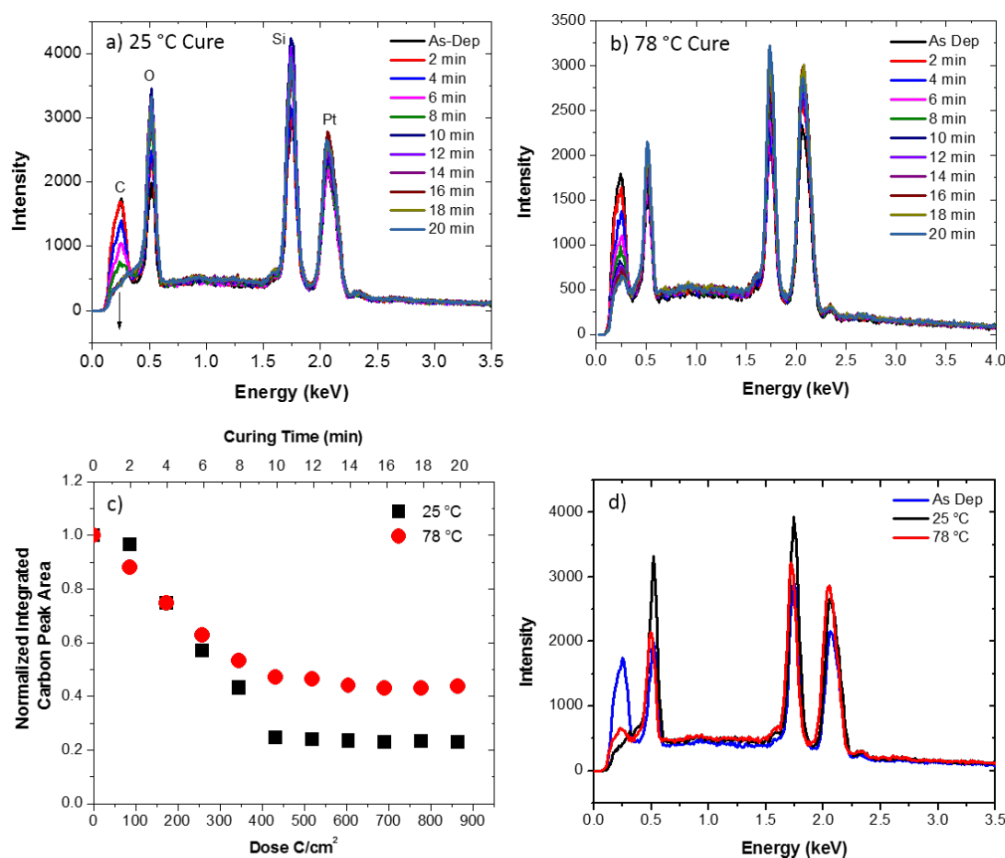 a) 25 °C Cure
C
O
Si
Pt
As-Dep
2 min
4 min
6 min
8 min
10 min
12 min
14 min
16 min
18 min
20 min
4000
3000
2000
1000
0
Intensity
0.0 0.5 1.0 1.5 2.0 2.5 3.0 3.5
Energy (keV)
b) 78 °C Cure
As Dep
2 min
4 min
6 min
8 min
10 min
12 min
14 min
16 min
18 min
20 min
3500
3000
2500
2000
1500
1000
500
0
Intensity
0.0 0.5 1.0 1.5 2.0 2.5 3.0 3.5 4.0
Energy (keV)
Curing Time (min)
0 2 4 6 8 10 12 14 16 18 20
c)
25 °C
78 °C
1.2
1.0
0.8
0.6
0.4
0.2
0.0
Normalized Integrated
Carbon Peak Area
0 100 200 300 400 500 600 700 800 900
Dose C/cm²
d)
As Dep
25 °C
78 °C
4000
3000
2000
1000
0
Intensity
0.0 0.5 1.0 1.5 2.0 2.5 3.0 3.5
Energy (keV)